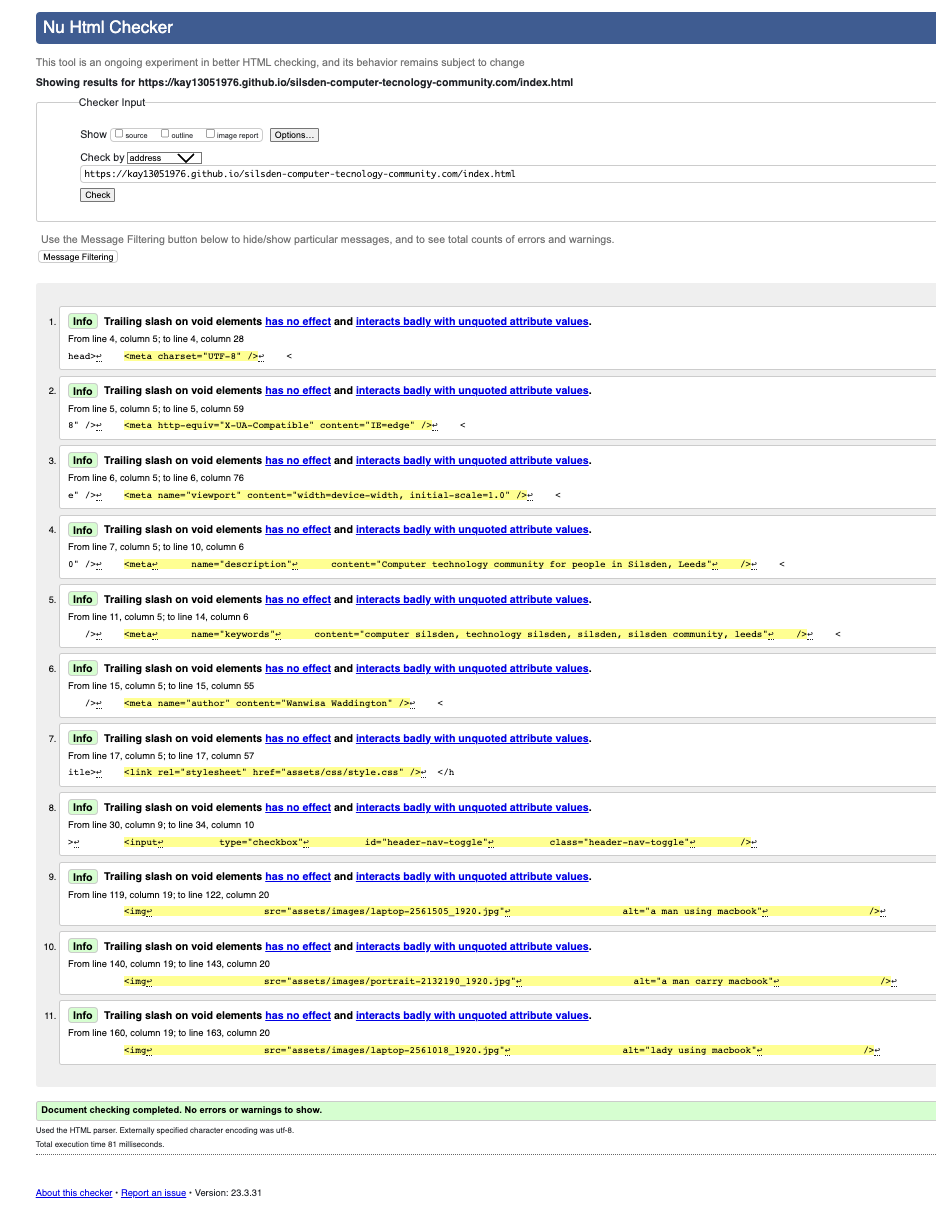 Nu Html Checker
This tool is an ongoing experiment in better HTML checking, and its behavior remains subject to change
Showing results for https://kay13051976.github.io/silsden-computer-tecnology-community.com/index.html
Checker Input
Show source outline image report Options...
Check by address
https://kay13051976.github.io/silsden-computer-tecnology-community.com/index.html
Check
Use the Message Filtering button below to hide/show particular messages, and to see total counts of errors and warnings.
Message Filtering
1. Info Trailing slash on void elements has no effect and interacts badly with unquoted attribute values.
From line 4, column 5; to line 4, column 28
head>↩ <meta charset="UTF-8" />↩ <
2. Info Trailing slash on void elements has no effect and interacts badly with unquoted attribute values.
From line 5, column 5; to line 5, column 59
8" />↩ <meta http-equiv="X-UA-Compatible" content="IE=edge" />↩ <
3. Info Trailing slash on void elements has no effect and interacts badly with unquoted attribute values.
From line 6, column 5; to line 6, column 76
e" />↩ <meta name="viewport" content="width=device-width, initial-scale=1.0" />↩ <
4. Info Trailing slash on void elements has no effect and interacts badly with unquoted attribute values.
From line 7, column 5; to line 10, column 6
0" />↩ <meta↩ name="description"↩ content="Computer technology community for people in Silsden, Leeds"↩ />↩ <
5. Info Trailing slash on void elements has no effect and interacts badly with unquoted attribute values.
From line 11, column 5; to line 14, column 6
/>↩ <meta↩ name="keywords"↩ content="computer silsden, technology silsden, silsden, silsden community, leeds"↩ />↩ <
6. Info Trailing slash on void elements has no effect and interacts badly with unquoted attribute values.
From line 15, column 5; to line 15, column 55
/>↩ <meta name="author" content="Wanwisa Waddington" />↩ <
7. Info Trailing slash on void elements has no effect and interacts badly with unquoted attribute values.
From line 17, column 5; to line 17, column 57
itle>↩ <link rel="stylesheet" href="assets/css/style.css" />↩ </h
8. Info Trailing slash on void elements has no effect and interacts badly with unquoted attribute values.
From line 30, column 9; to line 34, column 10
>↩ <input↩ type="checkbox"↩ id="header-nav-toggle"↩ class="header-nav-toggle"↩ />↩
9. Info Trailing slash on void elements has no effect and interacts badly with unquoted attribute values.
From line 119, column 19; to line 122, column 20
<img↩ src="assets/images/laptop-2561505_1920.jpg"↩ alt="a man using macbook"↩ />↩
10. Info Trailing slash on void elements has no effect and interacts badly with unquoted attribute values.
From line 140, column 19; to line 143, column 20
<img↩ src="assets/images/portrait-2132190_1920.jpg"↩ alt="a man carry macbook"↩ />↩
11. Info Trailing slash on void elements has no effect and interacts badly with unquoted attribute values.
From line 160, column 19; to line 163, column 20
<img↩ src="assets/images/laptop-2561018_1920.jpg"↩ alt="lady using macbook"↩ />↩
Document checking completed. No errors or warnings to show.
Used the HTML parser. Externally specified character encoding was utf-8.
Total execution time 81 milliseconds.
About this checker • Report an issue • Version: 23.3.31